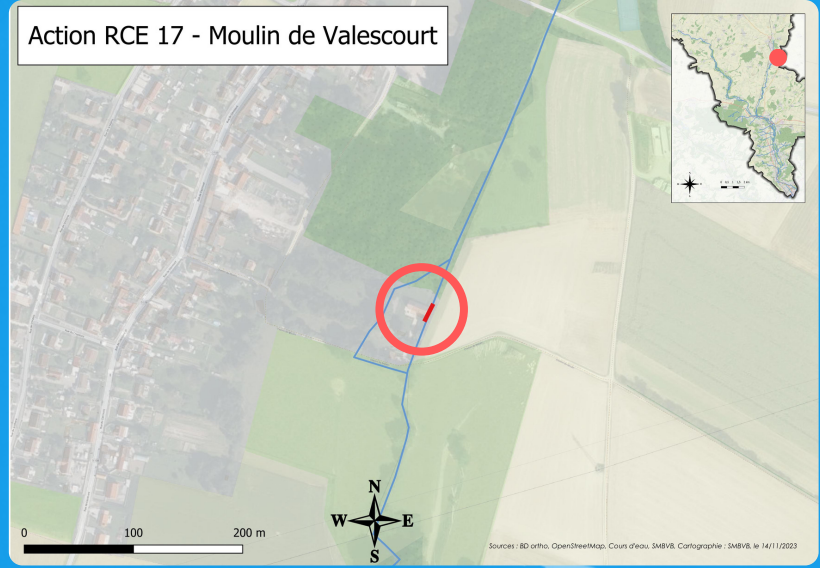 Action RCE 17 - Moulin de Valescourt
N
W E
S
0 100 200 m
Sources : BD ortho, OpenStreetMap, Cours d'eau, SMBVB, Cartographie : SMBVB, le 14/11/2023